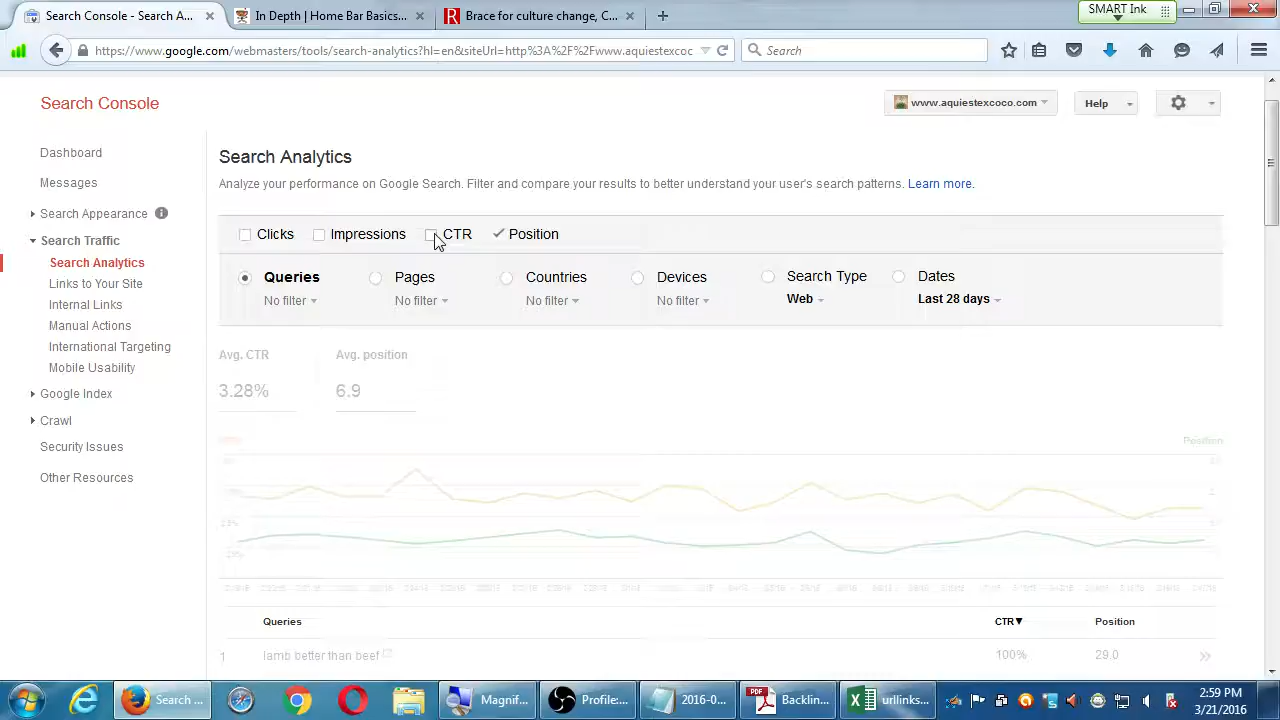 Search Console - Search A... × In Depth | Home Bar Basics... × Brace for culture change, C... × +
SMART Ink
https://www.google.com/webmasters/tools/search-analytics?hl=en&siteUrl=http%3A%2F%2Fwww.aquiestexcoc
Search
Search Console
www.aquiestexcoco.com
Help
Dashboard
Messages
Search Appearance
Search Traffic
Search Analytics
Links to Your Site
Internal Links
Manual Actions
International Targeting
Mobile Usability
Google Index
Crawl
Security Issues
Other Resources
Search Analytics
Analyze your performance on Google Search. Filter and compare your results to better understand your user's search patterns. Learn more.
Clicks Impressions CTR Position
Queries Pages Countries Devices Search Type Dates
No filter No filter No filter No filter Web Last 28 days
Avg. CTR Avg. position
3.28% 6.9
Position
Queries CTR▼ Position
1 lamb better than beef 100% 29.0 »
Search ... Magnif... Profile:... 2016-0... PDF Backlin... urllinks...
2:59 PM
3/21/2016